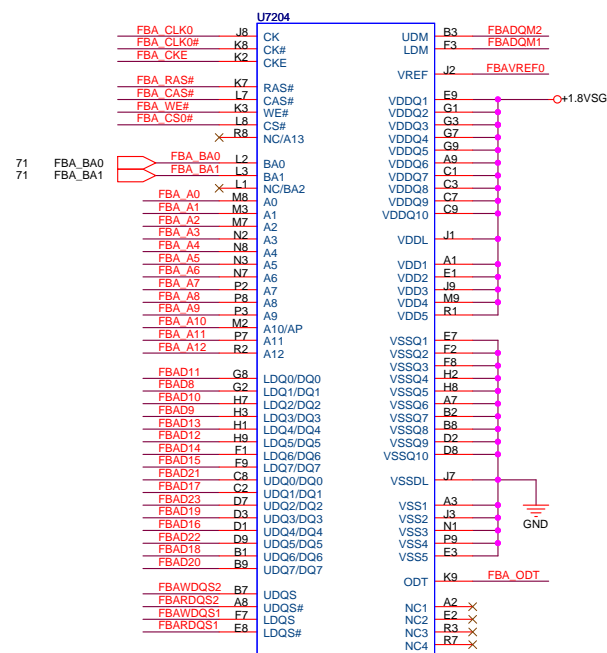 U7204
FBA_CLK0 J8 CK
FBA_CLK0# K8 CK#
FBA_CKE K2 CKE
FBA_RAS# K7 RAS#
FBA_CAS# L7 CAS#
FBA_WE# K3 WE#
FBA_CS0# L8 CS#
R8 NC/A13
71 FBA_BA0 FBA_BA0 L2 BA0
71 FBA_BA1 FBA_BA1 L3 BA1
L1 NC/BA2
FBA_A0 M8 A0
FBA_A1 M3 A1
FBA_A2 M7 A2
FBA_A3 N2 A3
FBA_A4 N8 A4
FBA_A5 N3 A5
FBA_A6 N7 A6
FBA_A7 P2 A7
FBA_A8 P8 A8
FBA_A9 P3 A9
FBA_A10 M2 A10/AP
FBA_A11 P7 A11
FBA_A12 R2 A12
FBAD11 G8 LDQ0/DQ0
FBAD8 G2 LDQ1/DQ1
FBAD10 H7 LDQ2/DQ2
FBAD9 H3 LDQ3/DQ3
FBAD13 H1 LDQ4/DQ4
FBAD12 H9 LDQ5/DQ5
FBAD14 F1 LDQ6/DQ6
FBAD15 F9 LDQ7/DQ7
FBAD21 C8 UDQ0/DQ0
FBAD17 C2 UDQ1/DQ1
FBAD23 D7 UDQ2/DQ2
FBAD19 D3 UDQ3/DQ3
FBAD16 D1 UDQ4/DQ4
FBAD22 D9 UDQ5/DQ5
FBAD18 B1 UDQ6/DQ6
FBAD20 B9 UDQ7/DQ7
FBAWDQS2 B7 UDQS
FBARDQS2 A8 UDQS#
FBAWDQS1 F7 LDQS
FBARDQS1 E8 LDQS#
UDM B3 FBADQM2
LDM F3 FBADQM1
VREF J2 FBAVREF0
VDDQ1 E9 +1.8VSG
VDDQ2 G1
VDDQ3 G3
VDDQ4 G7
VDDQ5 G9
VDDQ6 A9
VDDQ7 C1
VDDQ8 C3
VDDQ9 C7
VDDQ10 C9
VDDL J1
VDD1 A1
VDD2 E1
VDD3 J9
VDD4 M9
VDD5 R1
VSSQ1 E7
VSSQ2 F2
VSSQ3 F8
VSSQ4 H2
VSSQ5 H8
VSSQ6 A7
VSSQ7 B2
VSSQ8 B8
VSSQ9 D2
VSSQ10 D8
VSSDL J7
GND
VSS1 A3
VSS2 J3
VSS3 N1
VSS4 P9
VSS5 E3
ODT K9 FBA_ODT
NC1 A2
NC2 E2
NC3 R3
NC4 R7